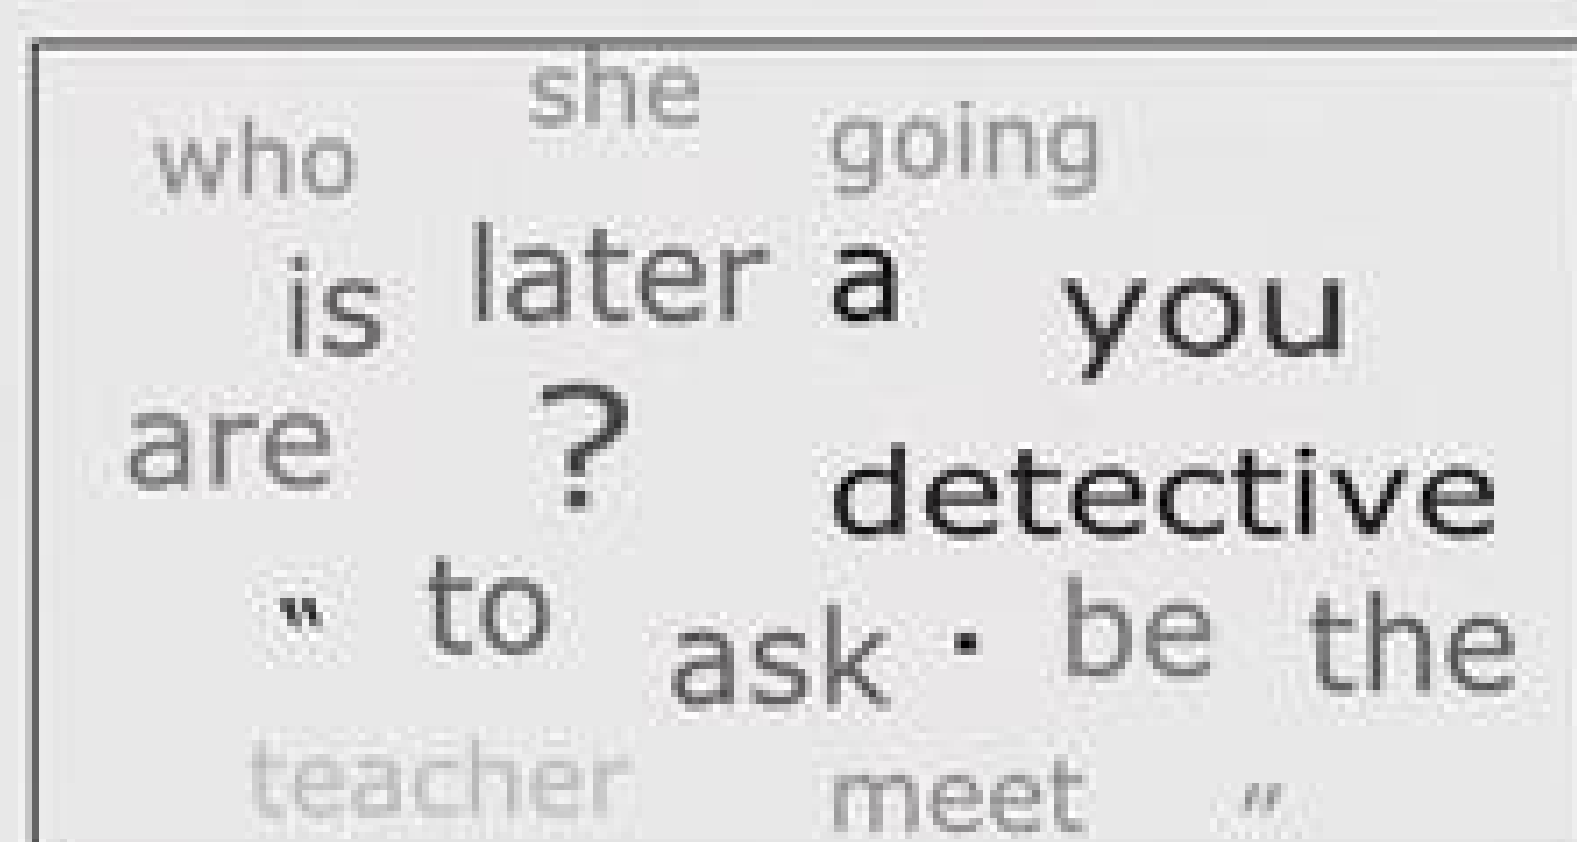 she
who going
is later a you
are ? detective
" to ask . be the
teacher meet "